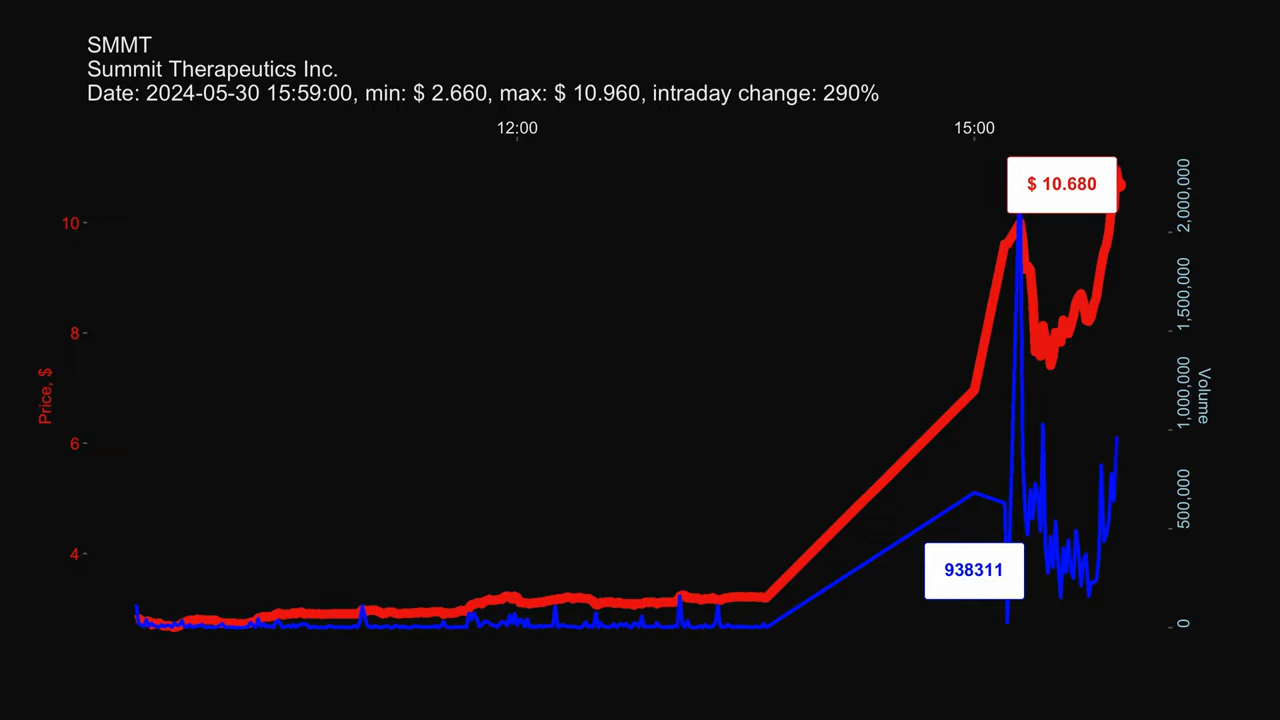 SMMT
Summit Therapeutics Inc.
Date: 2024-05-30 15:59:00, min: $ 2.660, max: $ 10.960, intraday change: 290%
12:00
15:00
$ 10.680
10
8
6
4
Price, $
2,000,000
1,500,000
1,000,000
500,000
0
Volume
938311